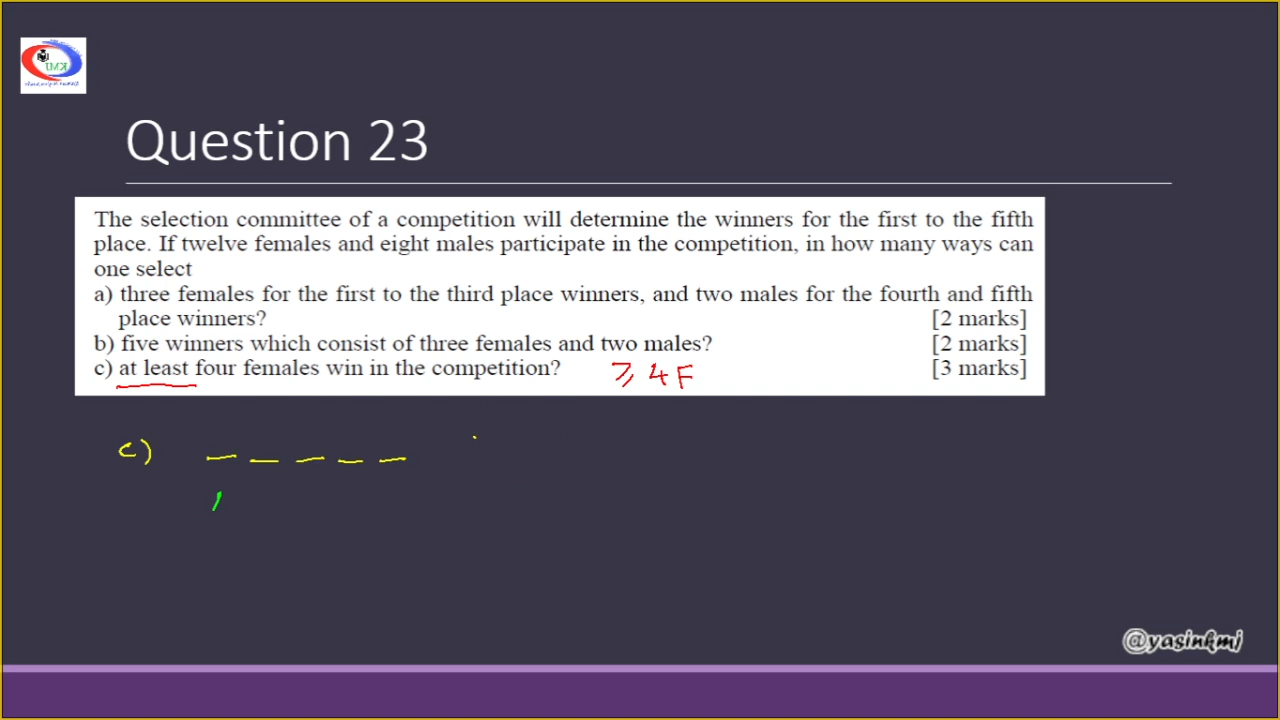 Question 23
The selection committee of a competition will determine the winners for the first to the fifth
place. If twelve females and eight males participate in the competition, in how many ways can
one select
a) three females for the first to the third place winners, and two males for the fourth and fifth
place winners? [2 marks]
b) five winners which consist of three females and two males? [2 marks]
c) at least four females win in the competition? ⩾ 4 F [3 marks]
c) _ _ _ _ _
@yasinkmj